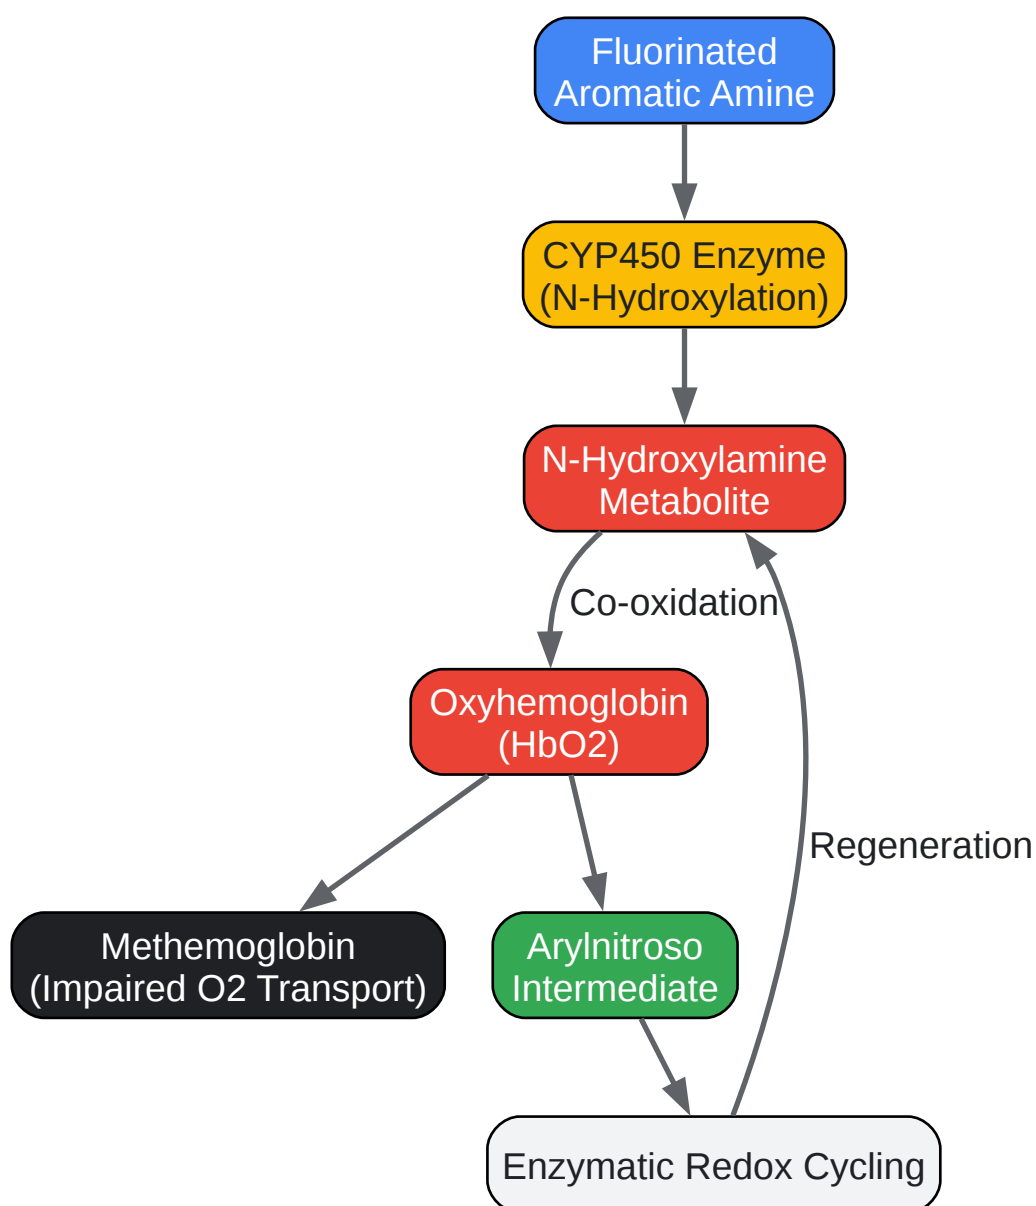 Fluorinated
Aromatic Amine
CYP450 Enzyme
(N-Hydroxylation)
N-Hydroxylamine
Metabolite
Co-oxidation
Oxyhemoglobin
(HbO2)
Regeneration
Methemoglobin
(Impaired O2 Transport)
Arylnitroso
Intermediate
Enzymatic Redox Cycling